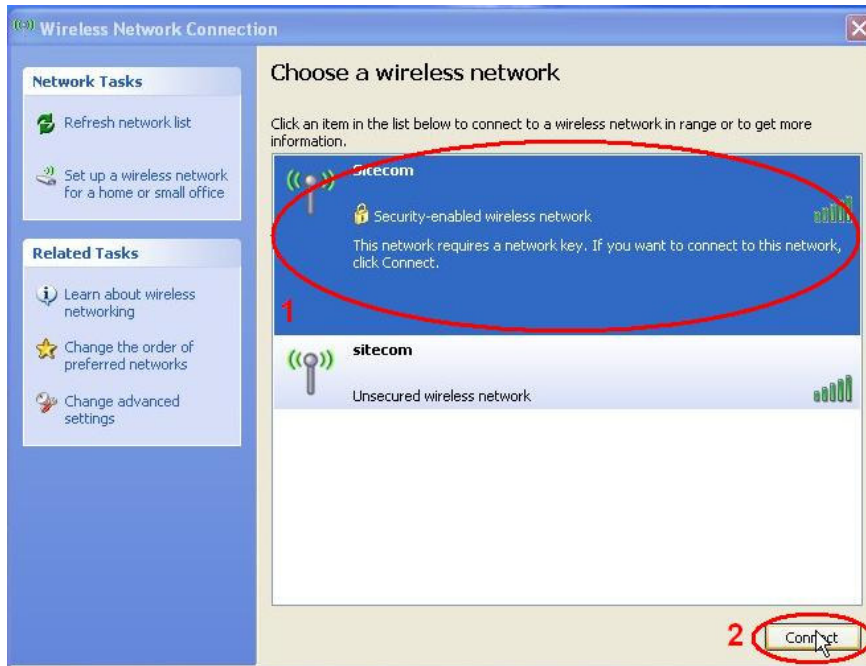 Wireless Network Connection
Network Tasks
Refresh network list
Set up a wireless network
for a home or small office
Related Tasks
Learn about wireless
networking
Change the order of
preferred networks
Change advanced
settings
Choose a wireless network
Click an item in the list below to connect to a wireless network in range or to get more
information.
Sitecom
Security-enabled wireless network
This network requires a network key. If you want to connect to this network,
click Connect.
1
sitecom
Unsecured wireless network
2
Connect